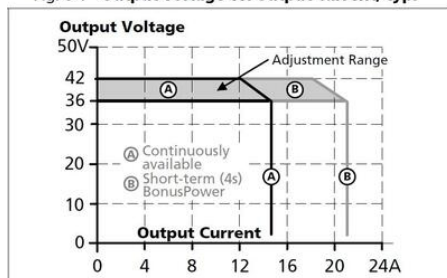 Output Voltage
50V
42
36
30
20
10
0
Adjustment Range
A
B
A Continuously
available
B Short-term (4s)
BonusPower
A
B
Output Current
0 4 8 12 16 20 24A